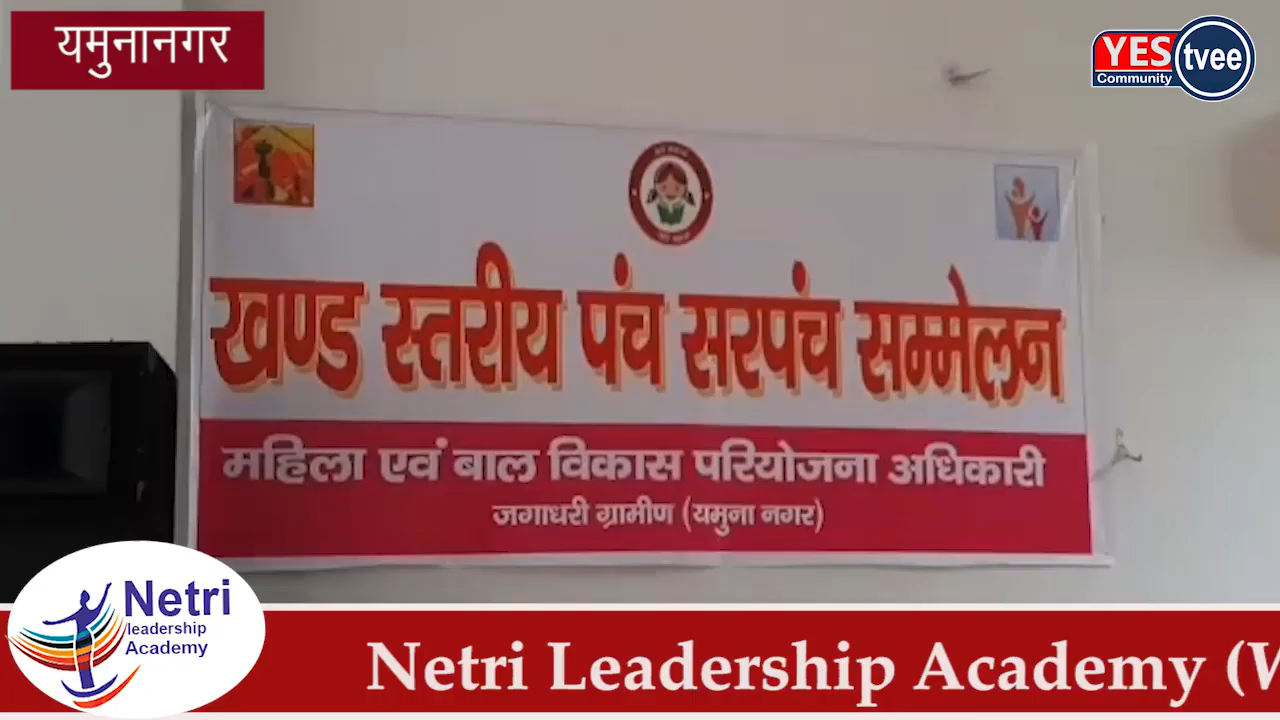 यमुनानगर
YES
Community
tvee
खण्ड स्तरीय पंच सरपंच सम्मेलन
महिला एवं बाल विकास परियोजना अधिकारी
जगाधरी ग्रामीण (यमुना नगर)
Netri
leadership
Academy
Netri Leadership Academy (W